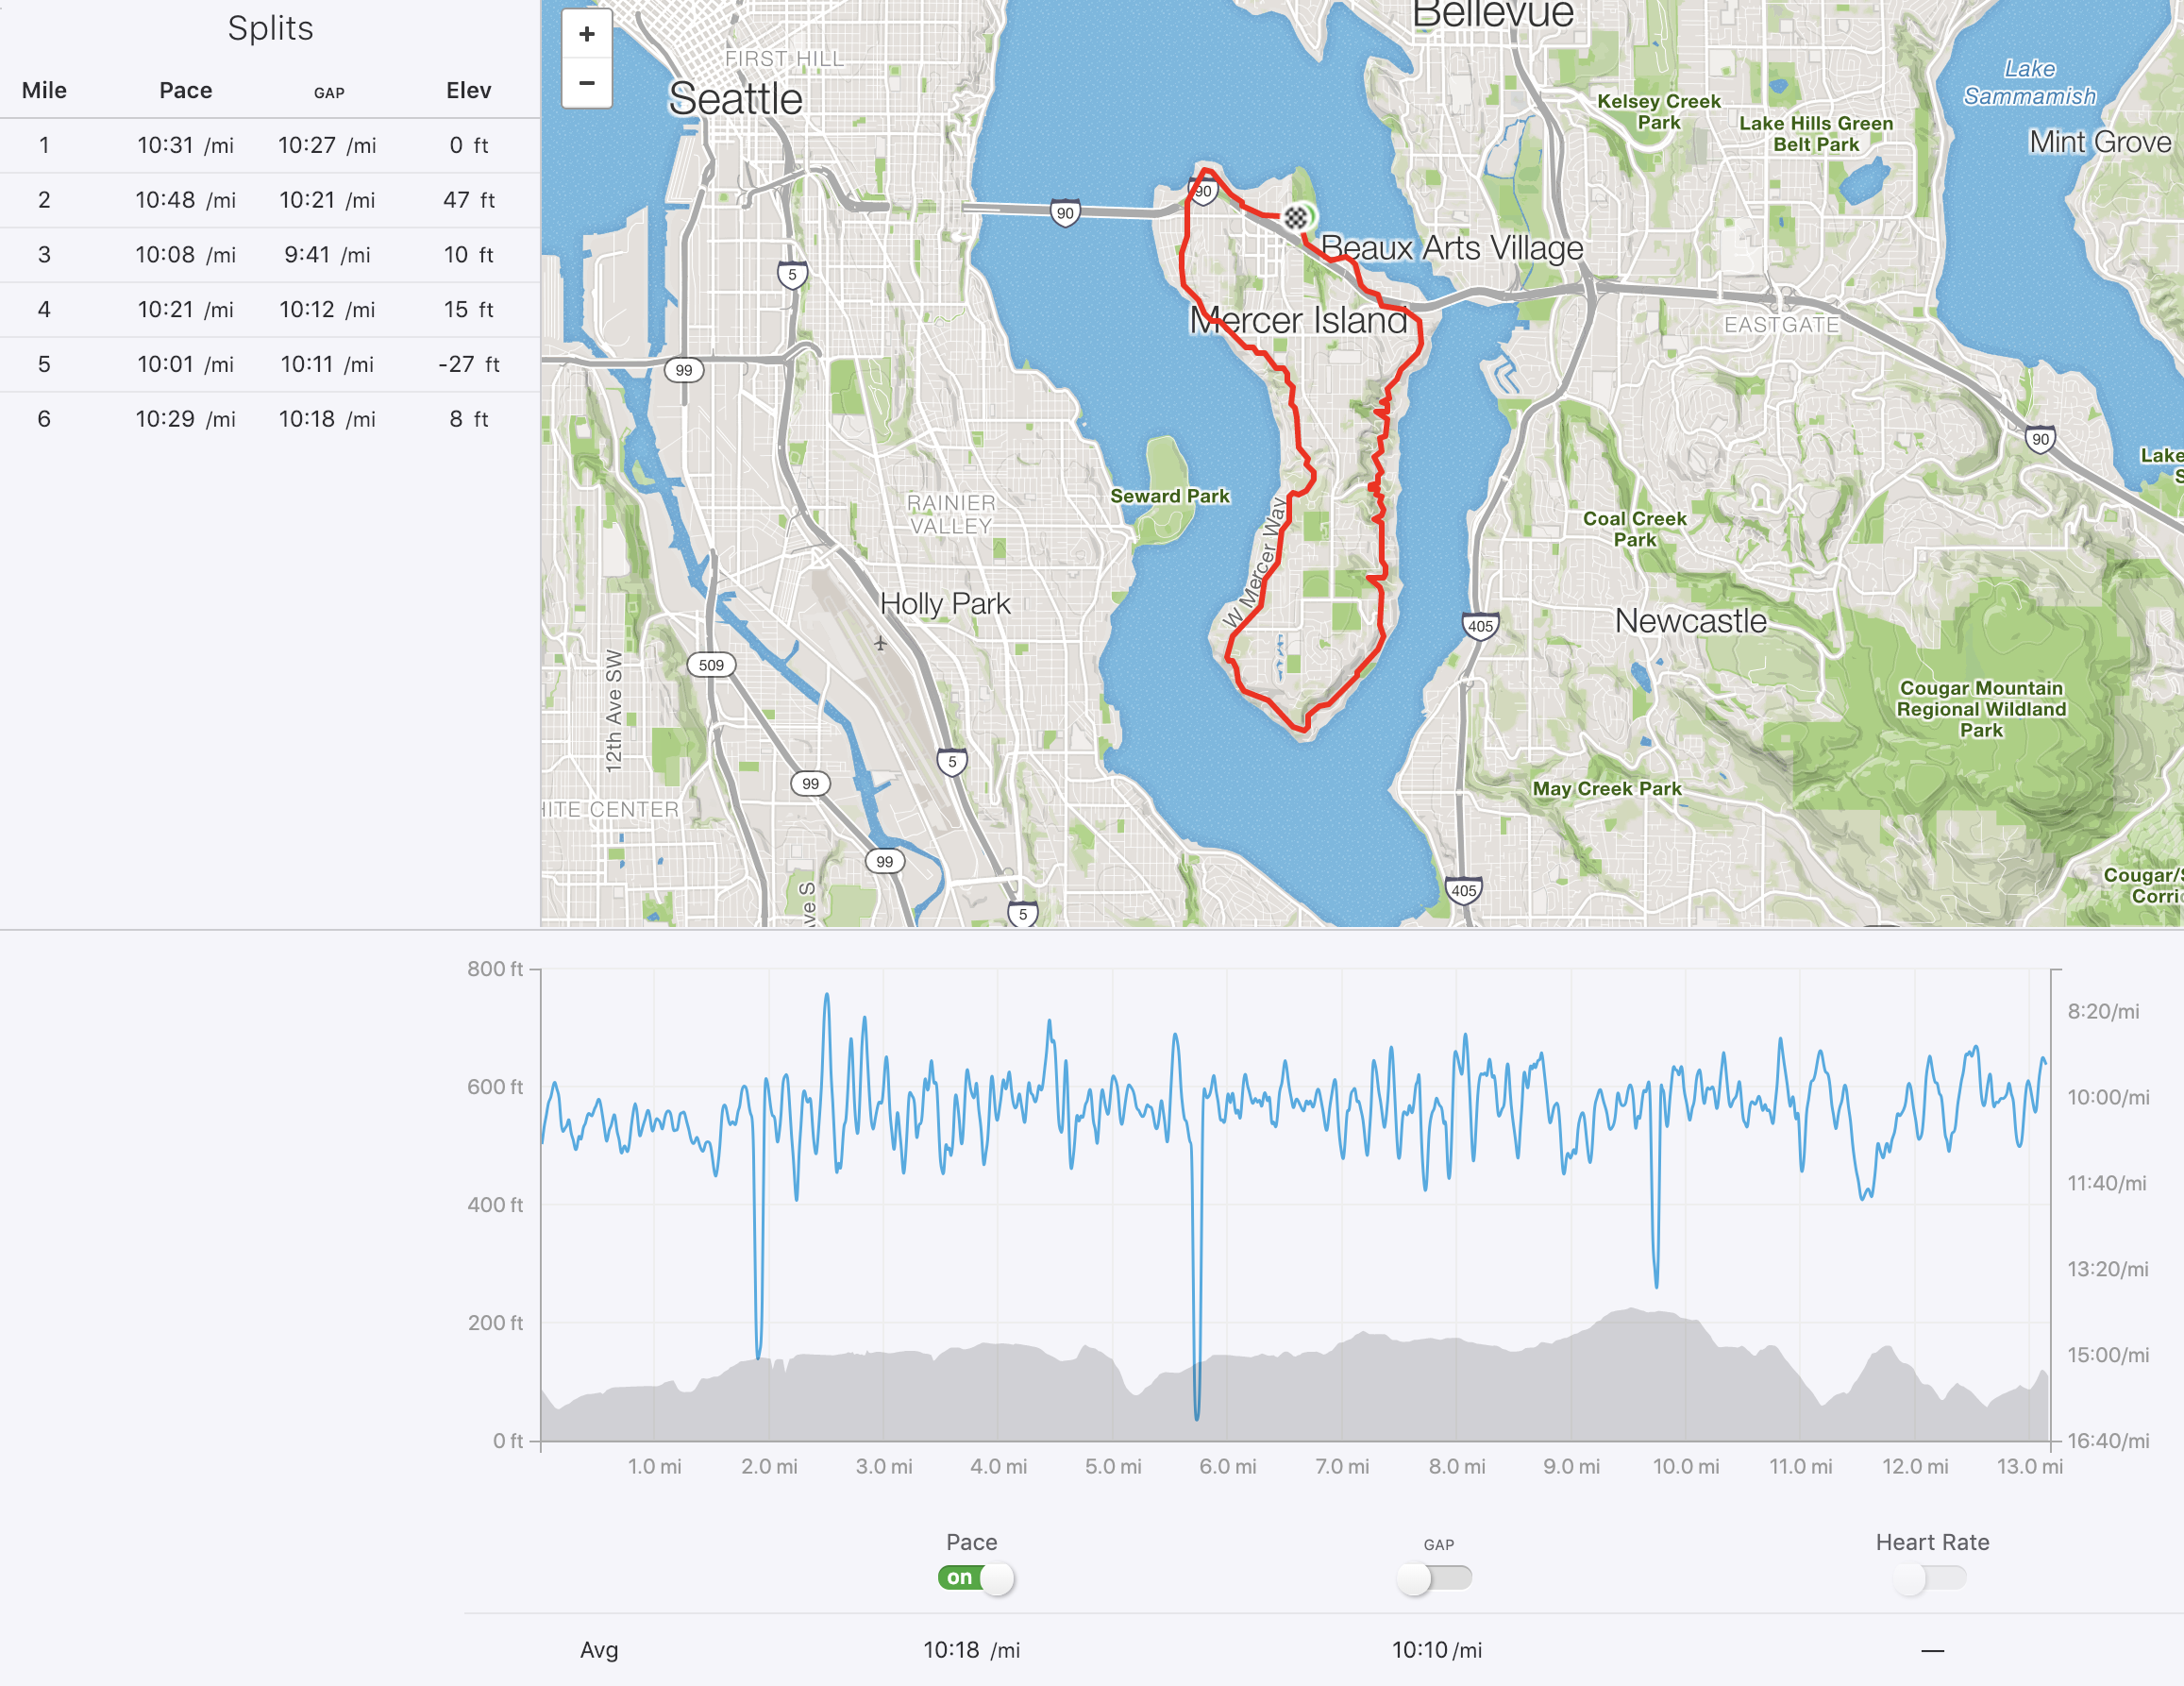 Splits
Mile Pace GAP Elev
1 10:31 /mi 10:27 /mi 0 ft
2 10:48 /mi 10:21 /mi 47 ft
3 10:08 /mi 9:41 /mi 10 ft
4 10:21 /mi 10:12 /mi 15 ft
5 10:01 /mi 10:11 /mi -27 ft
6 10:29 /mi 10:18 /mi 8 ft
+
−
Bellevue
FIRST HILL
Seattle
Lake
Sammamish
Kelsey Creek
Park
Lake Hills Green
Belt Park
Mint Grove
90
90
Beaux Arts Village
5
Mercer Island
EASTGATE
99
90
Lake
S
Seward Park
RAINIER
VALLEY
W Mercer Way
Coal Creek
Park
Holly Park
405
Newcastle
509
12th Ave SW
Cougar Mountain
Regional Wildland
Park
5
99
May Creek Park
HITE CENTER
99
ve S
405
5
Cougar/S
Corri
800 ft
600 ft
400 ft
200 ft
0 ft
8:20/mi
10:00/mi
11:40/mi
13:20/mi
15:00/mi
16:40/mi
1.0 mi 2.0 mi 3.0 mi 4.0 mi 5.0 mi 6.0 mi 7.0 mi 8.0 mi 9.0 mi 10.0 mi 11.0 mi 12.0 mi 13.0 mi
Pace GAP Heart Rate
on
Avg 10:18 /mi 10:10 /mi —